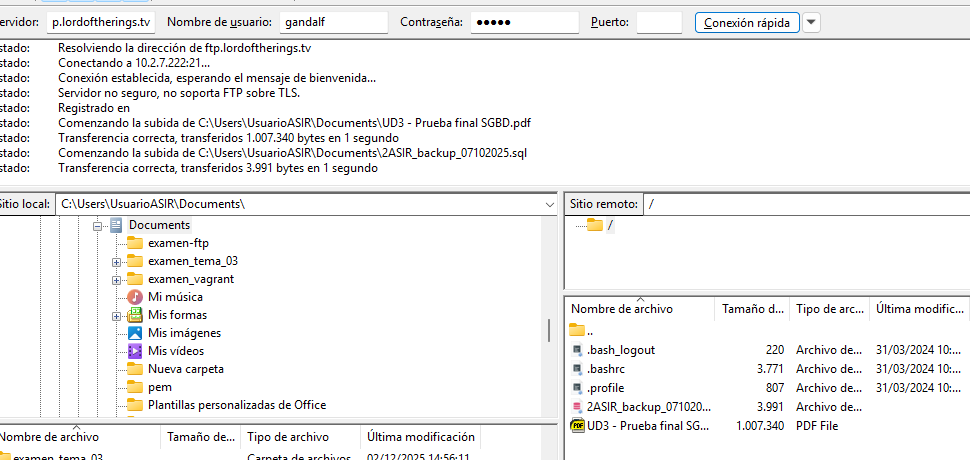 ervidor: p.lordoftherings.tv Nombre de usuario: gandalf Contraseña: ●●●●● Puerto: Conexión rápida
stado: Resolviendo la dirección de ftp.lordoftherings.tv
stado: Conectando a 10.2.7.222:21...
stado: Conexión establecida, esperando el mensaje de bienvenida...
stado: Servidor no seguro, no soporta FTP sobre TLS.
stado: Registrado en
stado: Comenzando la subida de C:\Users\UsuarioASIR\Documents\UD3 - Prueba final SGBD.pdf
stado: Transferencia correcta, transferidos 1.007.340 bytes en 1 segundo
stado: Comenzando la subida de C:\Users\UsuarioASIR\Documents\2ASIR_backup_07102025.sql
stado: Transferencia correcta, transferidos 3.991 bytes en 1 segundo
Sitio local: C:\Users\UsuarioASIR\Documents\
Documents
examen-ftp
examen_tema_03
examen_vagrant
Mi música
Mis formas
Mis imágenes
Mis vídeos
Nueva carpeta
pem
Plantillas personalizadas de Office
Nombre de archivo Tamaño de... Tipo de archivo Última modificación
examen_tema_03 Carpeta de archivos 02/12/2025 14:56:11
Sitio remoto: /
/
Nombre de archivo Tamaño d... Tipo de arc... Última modific...
..
.bash_logout 220 Archivo de... 31/03/2024 10:...
.bashrc 3.771 Archivo de... 31/03/2024 10:...
.profile 807 Archivo de... 31/03/2024 10:...
2ASIR_backup_071020... 3.991 Archivo de...
UD3 - Prueba final SG... 1.007.340 PDF File